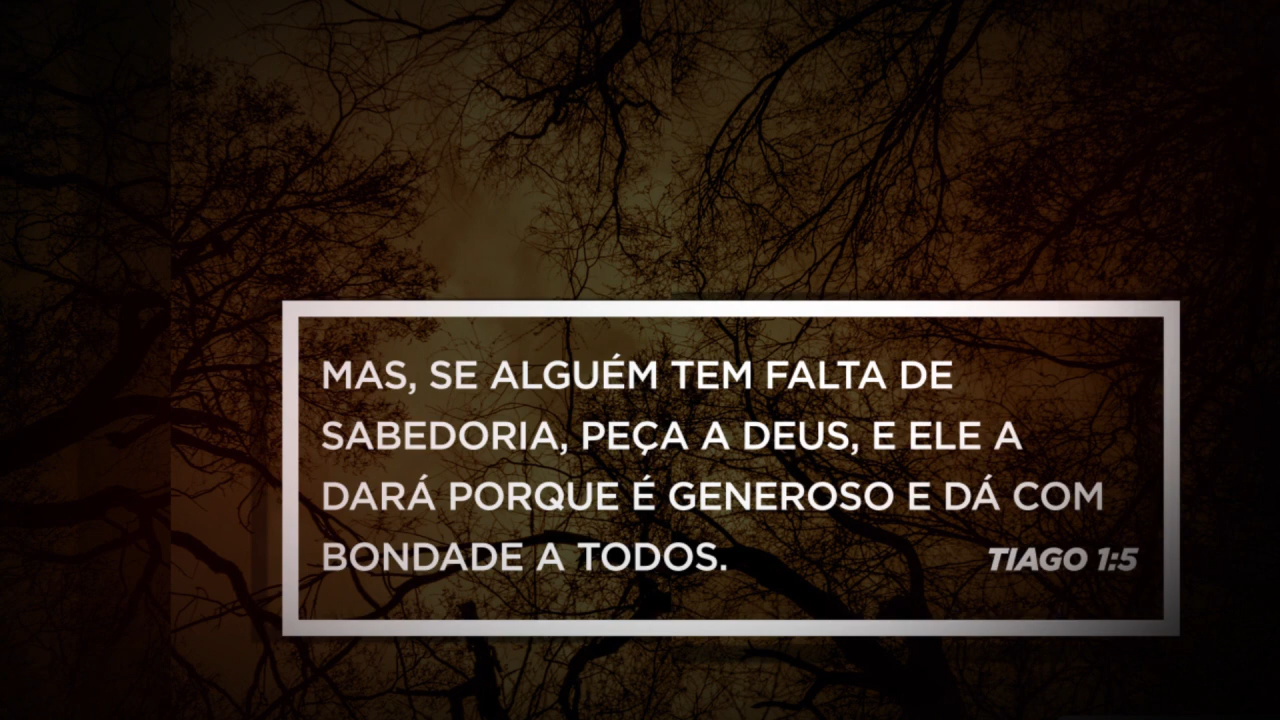 MAS, SE ALGUÉM TEM FALTA DE
SABEDORIA, PEÇA A DEUS, E ELE A
DARÁ PORQUE É GENEROSO E DÁ COM
BONDADE A TODOS. TIAGO 1:5